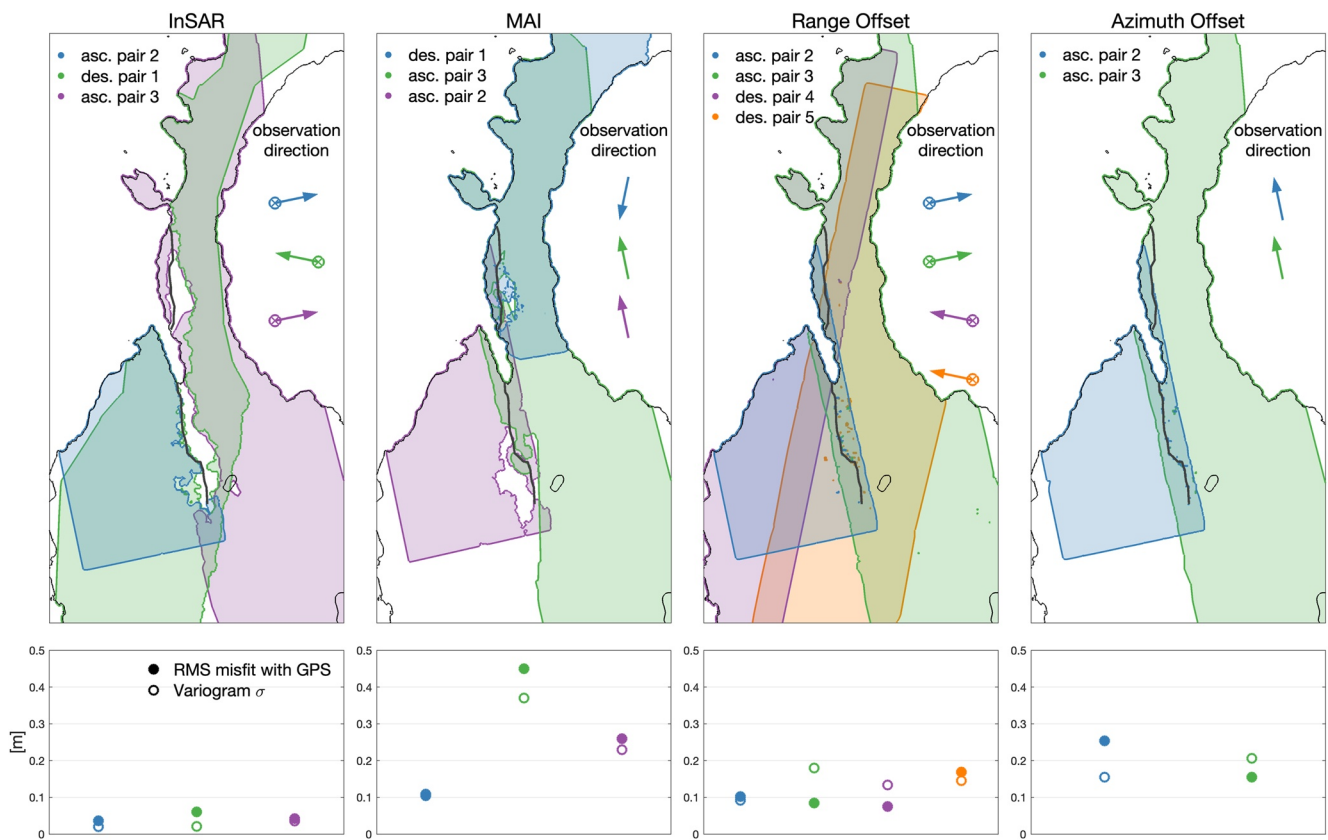 InSAR
asc. pair 2
des. pair 1
asc. pair 3
observation
direction
MAI
des. pair 1
asc. pair 3
asc. pair 2
observation
direction
Range Offset
asc. pair 2
asc. pair 3
des. pair 4
des. pair 5
observation
direction
Azimuth Offset
asc. pair 2
asc. pair 3
observation
direction
[m]
0.5
0.4
0.3
0.2
0.1
0
RMS misfit with GPS
Variogram σ
0.5
0.4
0.3
0.2
0.1
0
0.5
0.4
0.3
0.2
0.1
0
0.5
0.4
0.3
0.2
0.1
0